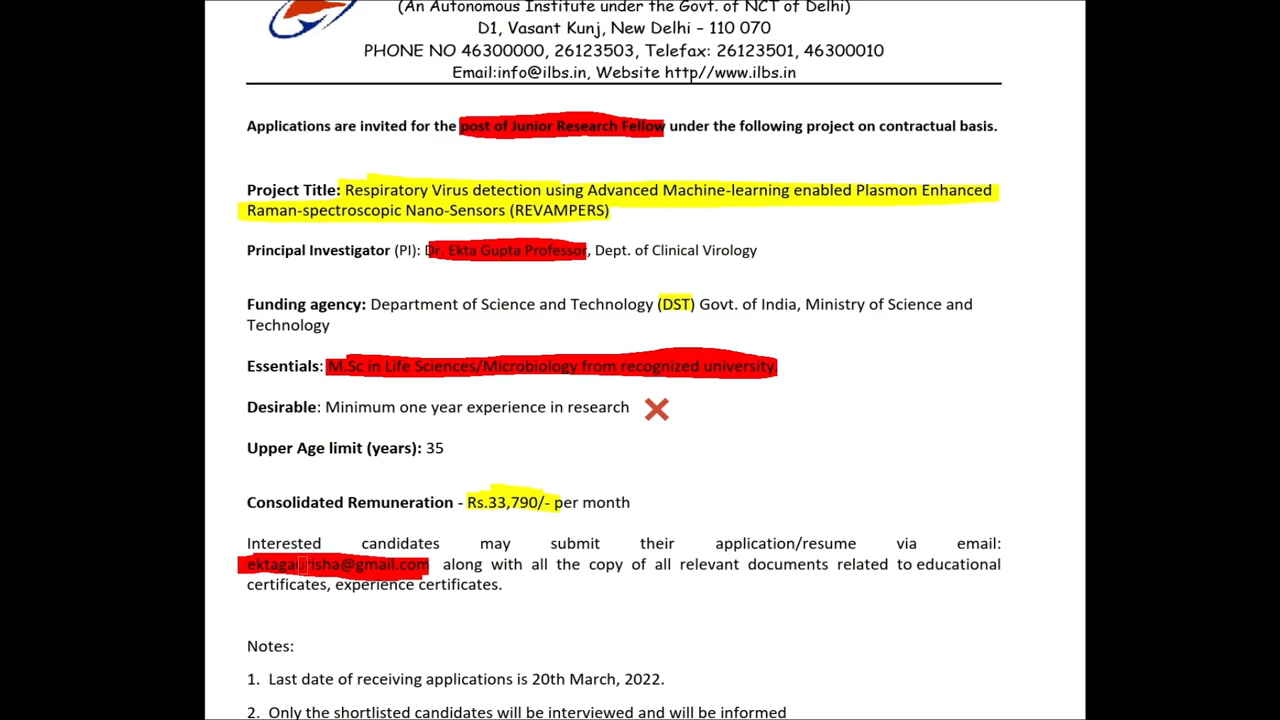 (An Autonomous Institute under the Govt. of NCT of Delhi)
D1, Vasant Kunj, New Delhi – 110 070
PHONE NO 46300000, 26123503, Telefax: 26123501, 46300010
Email:info@ilbs.in, Website http//www.ilbs.in
Applications are invited for the post of Junior Research Fellow under the following project on contractual basis.
Project Title: Respiratory Virus detection using Advanced Machine-learning enabled Plasmon Enhanced
Raman-spectroscopic Nano-Sensors (REVAMPERS)
Principal Investigator (PI): Dr. Ekta Gupta Professor, Dept. of Clinical Virology
Funding agency: Department of Science and Technology (DST) Govt. of India, Ministry of Science and
Technology
Essentials: M.Sc in Life Sciences/Microbiology from recognized university.
Desirable: Minimum one year experience in research
Upper Age limit (years): 35
Consolidated Remuneration - Rs.33,790/- per month
Interested candidates may submit their application/resume via email:
ektagaurisha@gmail.com along with all the copy of all relevant documents related to educational
certificates, experience certificates.
Notes:
1. Last date of receiving applications is 20th March, 2022.
2. Only the shortlisted candidates will be interviewed and will be informed